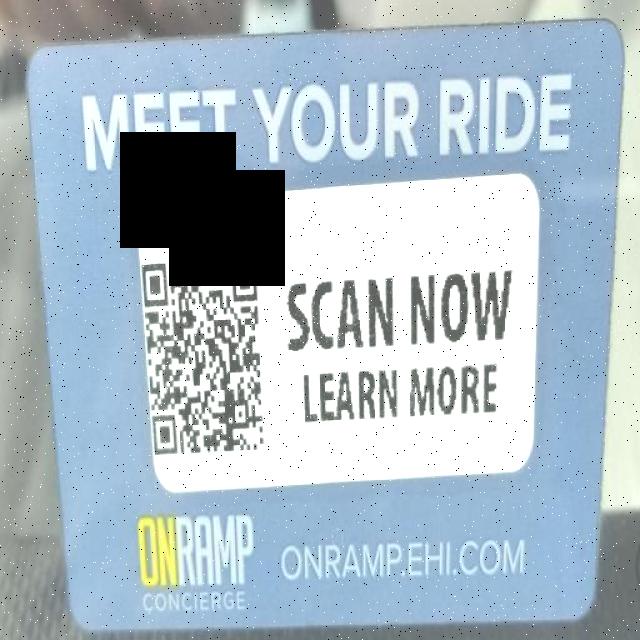 MEET YOUR RIDE
SCAN NOW
LEARN MORE
ONRAMP
CONCIERGE
ONRAMP.EHI.COM